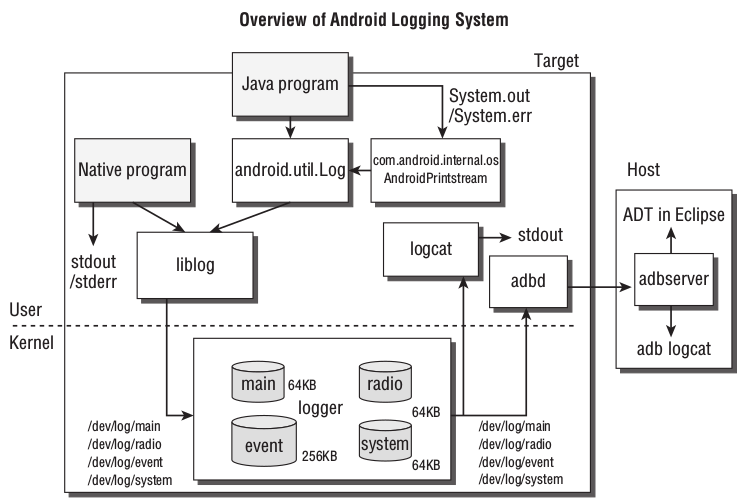 Overview of Android Logging System
Target
Java program
System.out
/System.err
Native program
android.util.Log
com.android.internal.os
AndroidPrintstream
Host
ADT in Eclipse
stdout
/stderr
liblog
logcat
stdout
adbd
adbserver
adb logcat
User
Kernel
main
64KB
radio
64KB
logger
event
256KB
system
64KB
/dev/log/main
/dev/log/radio
/dev/log/event
/dev/log/system
/dev/log/main
/dev/log/radio
/dev/log/event
/dev/log/system